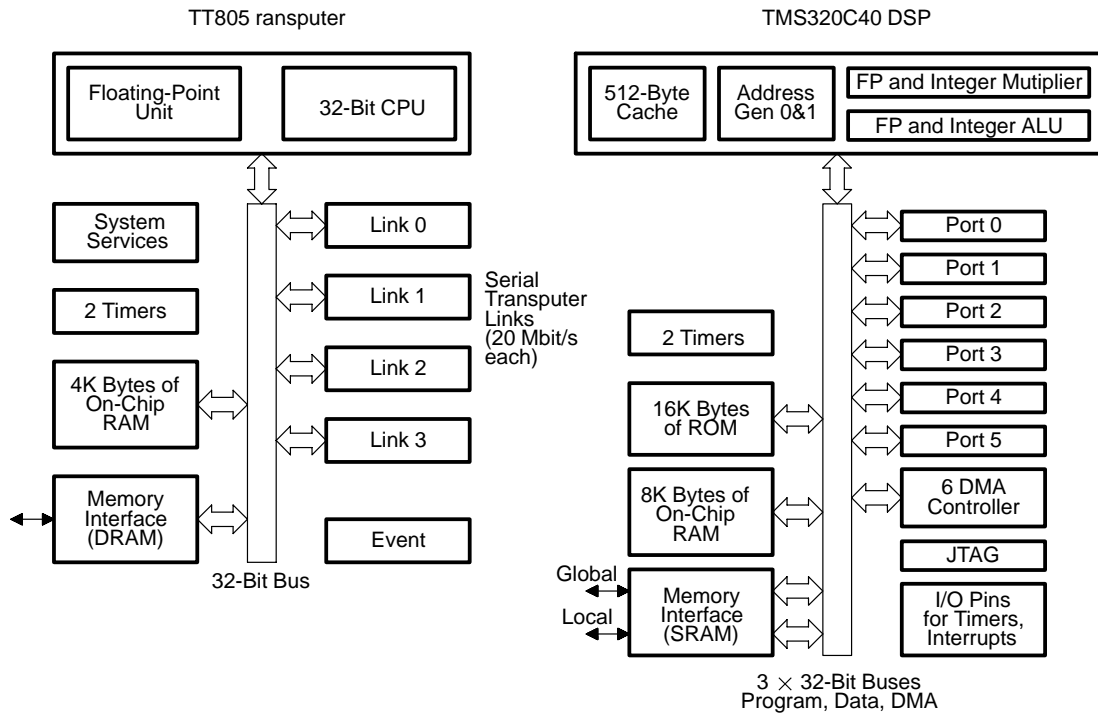 TT805 ransputer
Floating-Point
Unit
32-Bit CPU
System
Services
2 Timers
4K Bytes of
On-Chip
RAM
Memory
Interface
(DRAM)
Link 0
Link 1
Link 2
Link 3
Event
Serial
Transputer
Links
(20 Mbit/s
each)
32-Bit Bus
TMS320C40 DSP
512-Byte
Cache
Address
Gen 0&1
FP and Integer Mutiplier
FP and Integer ALU
2 Timers
16K Bytes
of ROM
8K Bytes of
On-Chip
RAM
Global
Local
Memory
Interface
(SRAM)
Port 0
Port 1
Port 2
Port 3
Port 4
Port 5
6 DMA
Controller
JTAG
I/O Pins
for Timers,
Interrupts
3 × 32-Bit Buses
Program, Data, DMA